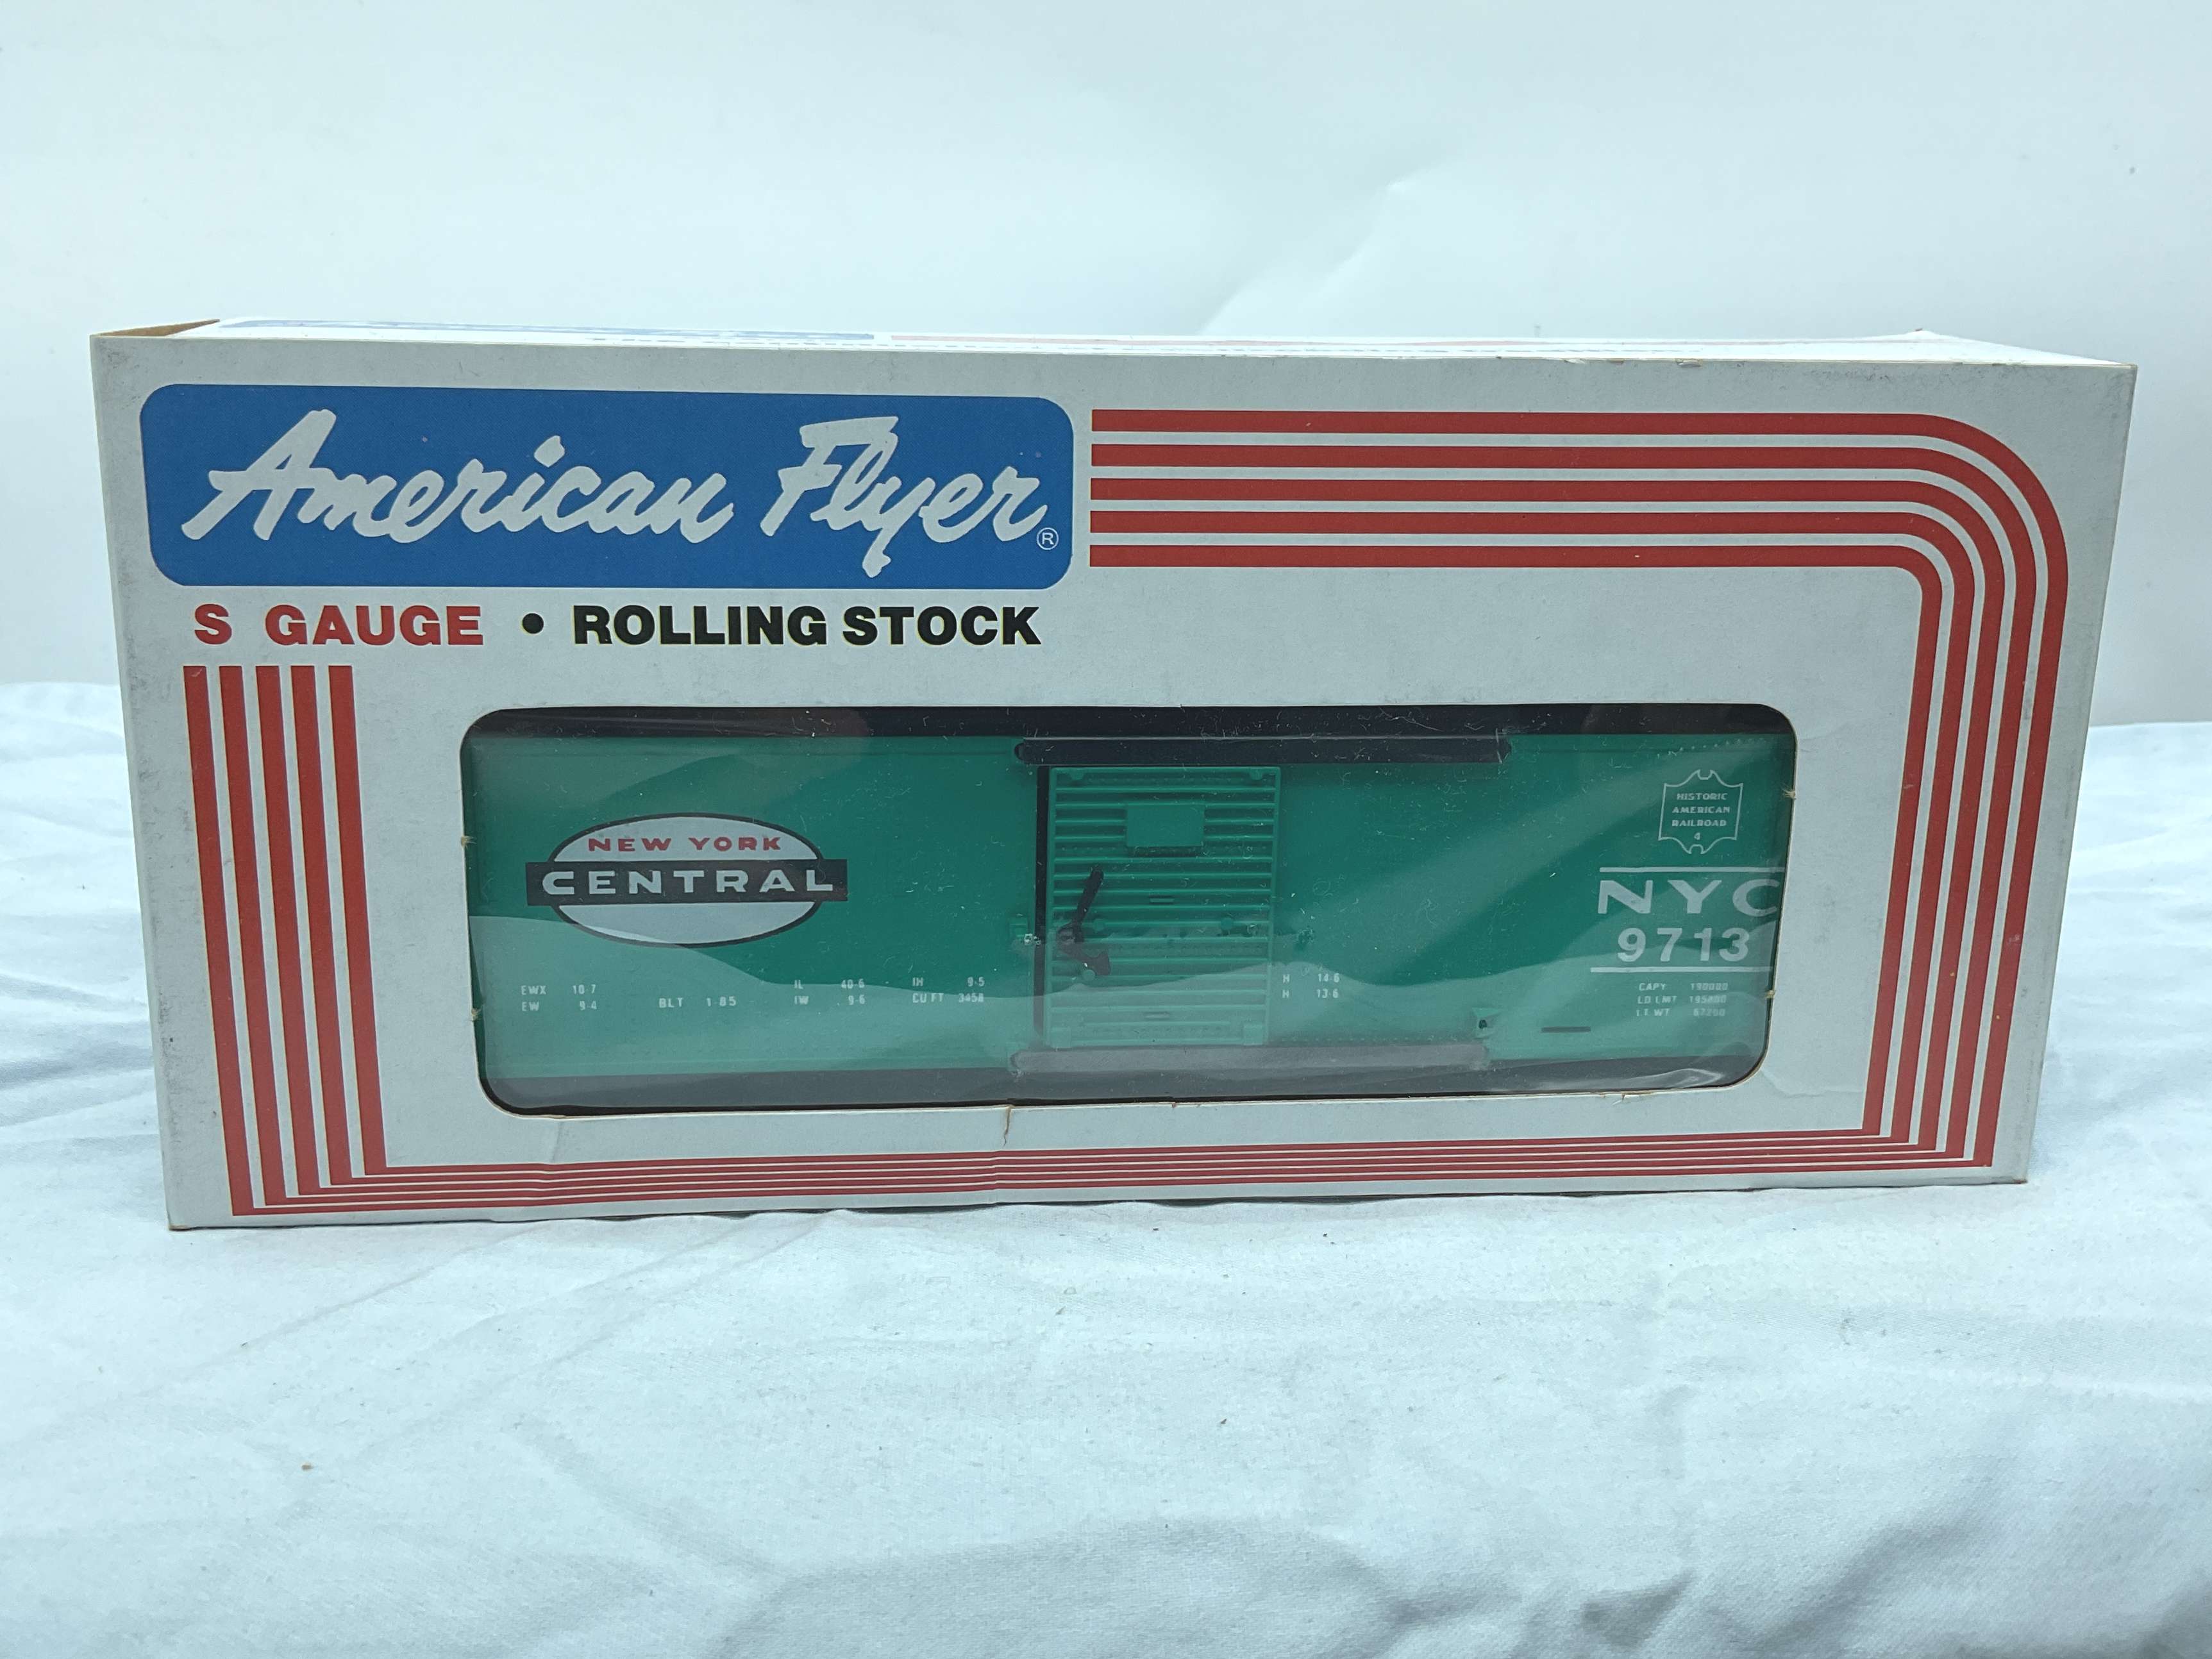 American Flyer®
S GAUGE • ROLLING STOCK
NEW YORK
CENTRAL
HISTORIC
AMERICAN
RAILROAD
4
NYC
9713
EWX 10-7
EW 9-4
BLT 1-85
IL 40-6
IW 9-6
IH 9-5
CU FT 3458
H 14-6
H 13-6
CAPY
LD LMT
LT WT 67200